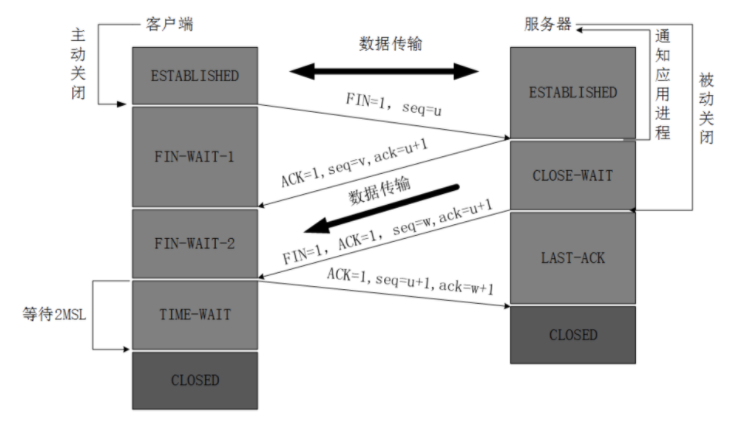 客户端
服务器
主动关闭
数据传输
通知应用进程
被动关闭
ESTABLISHED
ESTABLISHED
FIN=1, seq=u
FIN-WAIT-1
ACK=1,seq=v,ack=u+1
CLOSE-WAIT
数据传输
FIN-WAIT-2
FIN=1, ACK=1, seq=w,ack=u+1
LAST-ACK
ACK=1,seq=u+1,ack=w+1
等待2MSL
TIME-WAIT
CLOSED
CLOSED